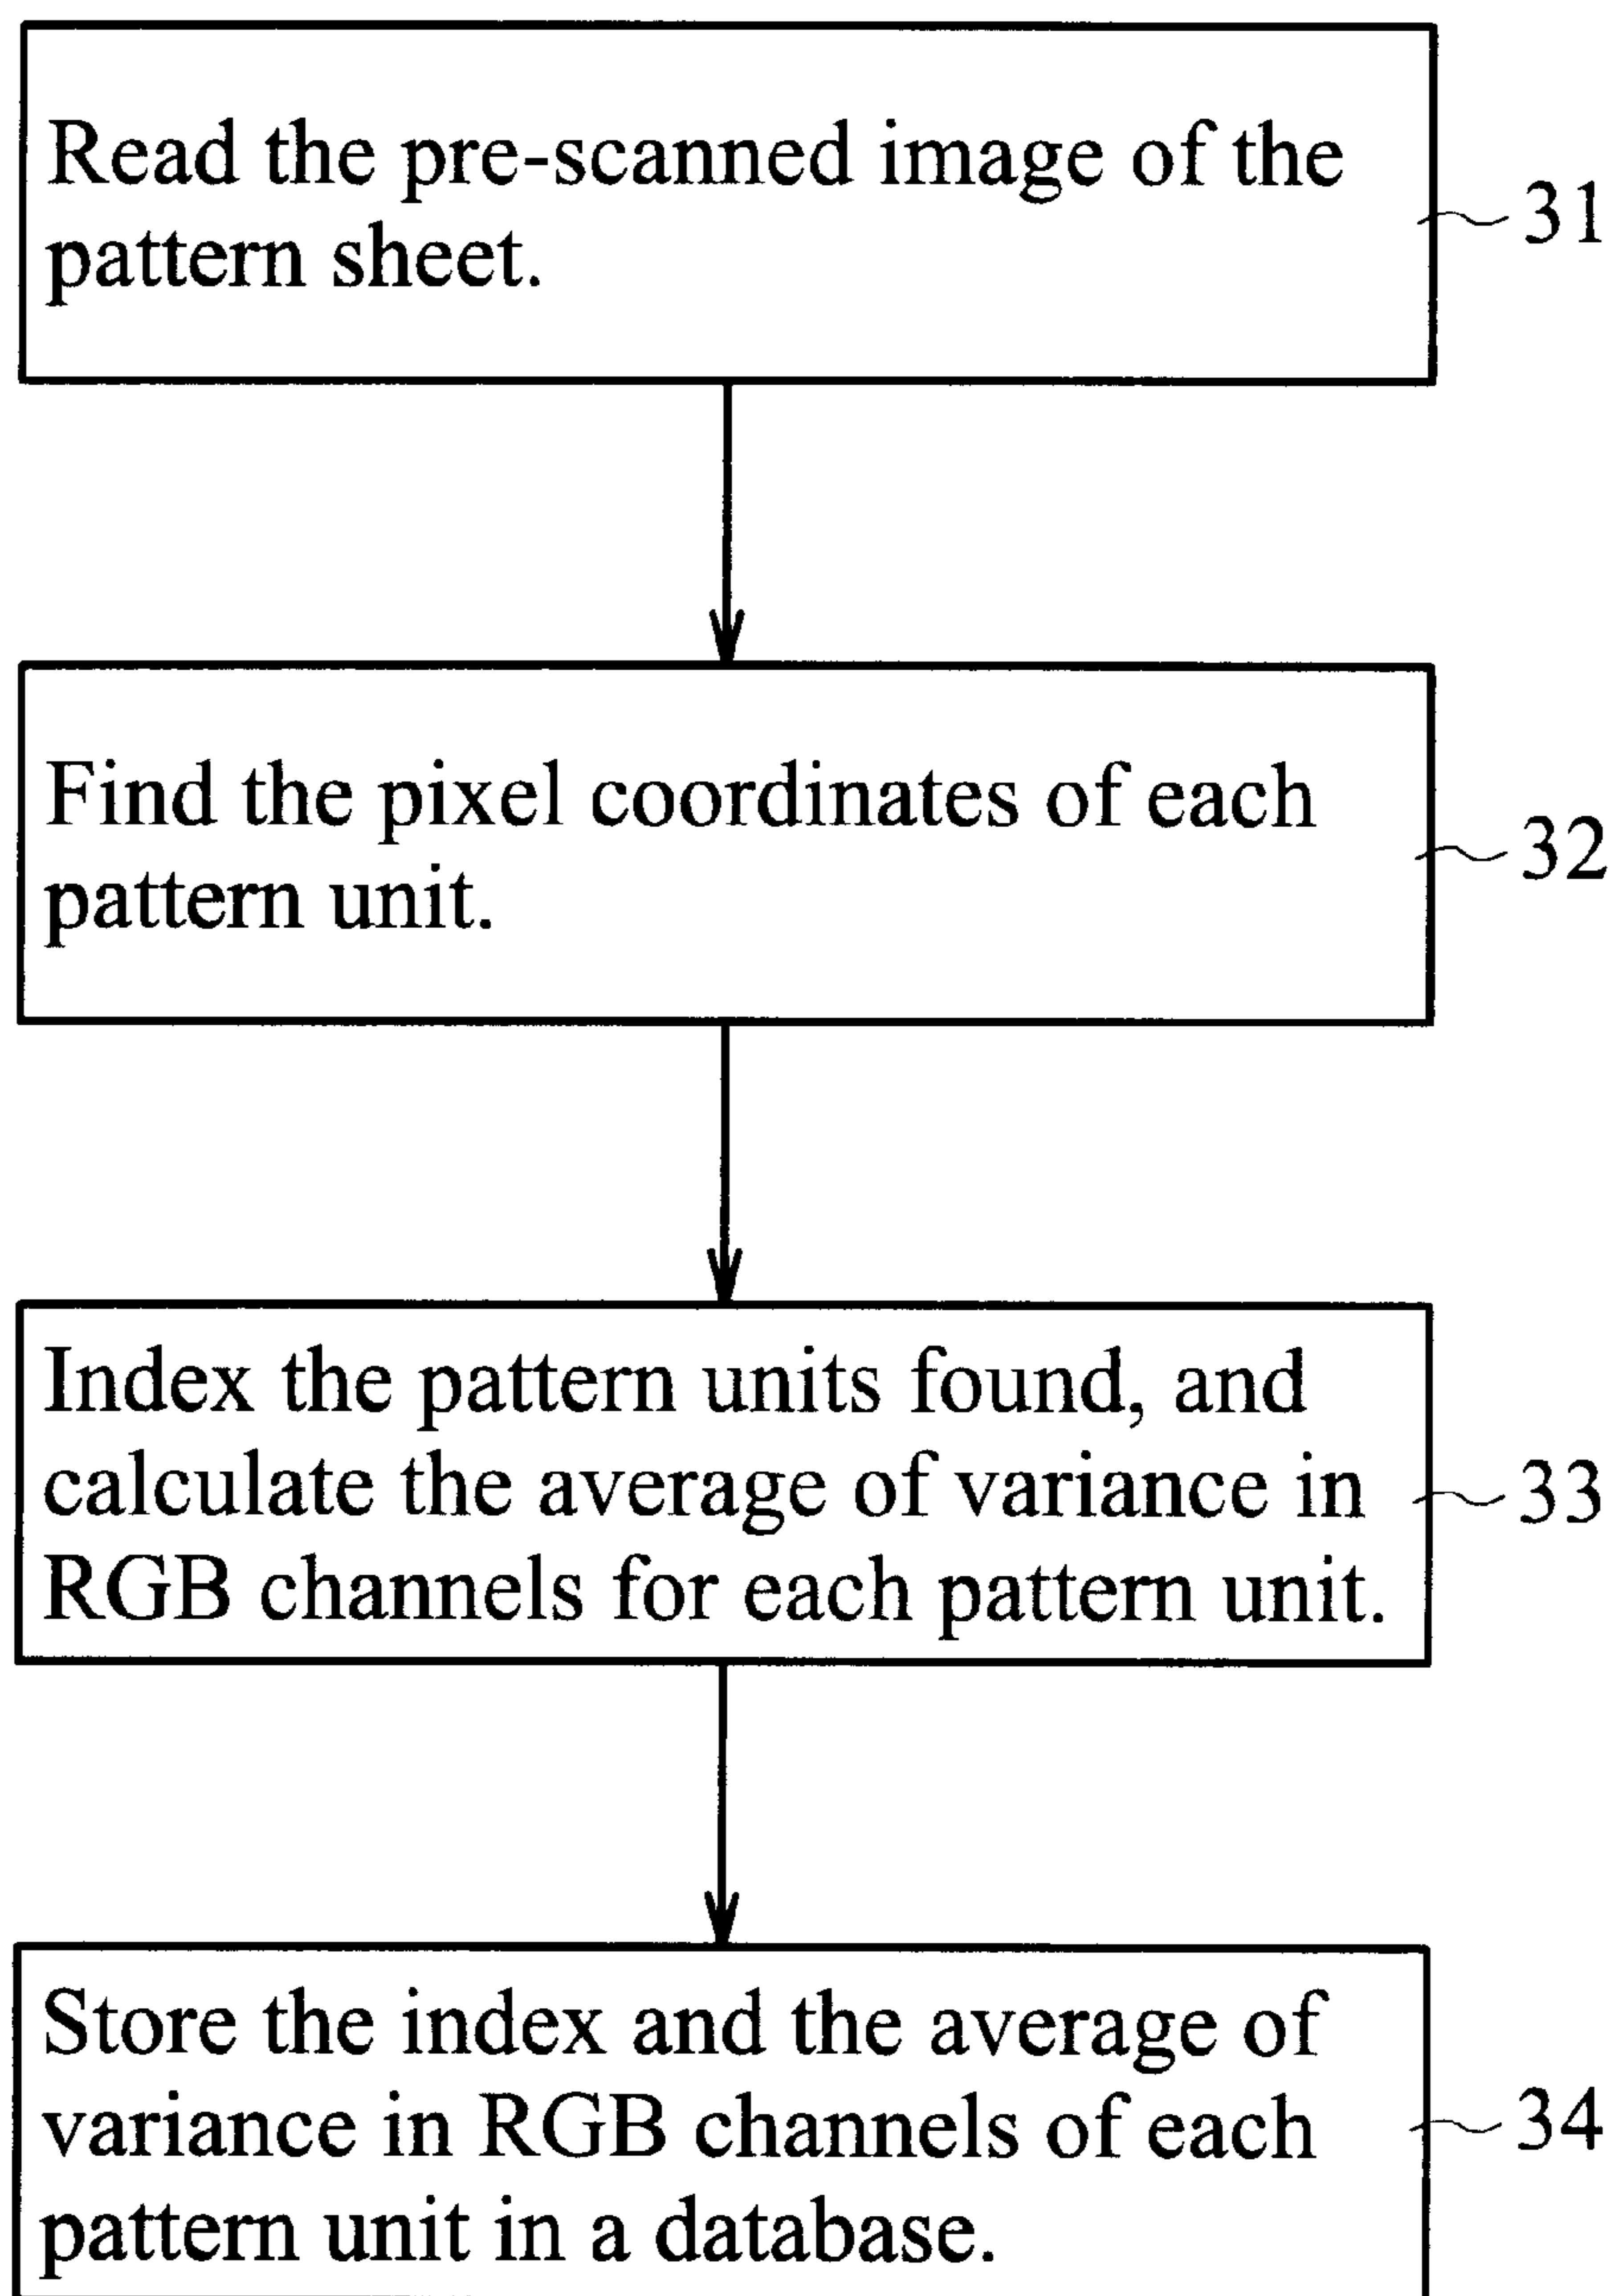 Read the pre-scanned image of the
pattern sheet.
31
Find the pixel coordinates of each
pattern unit.
32
Index the pattern units found, and
calculate the average of variance in
RGB channels for each pattern unit.
33
Store the index and the average of
variance in RGB channels of each
pattern unit in a database.
34